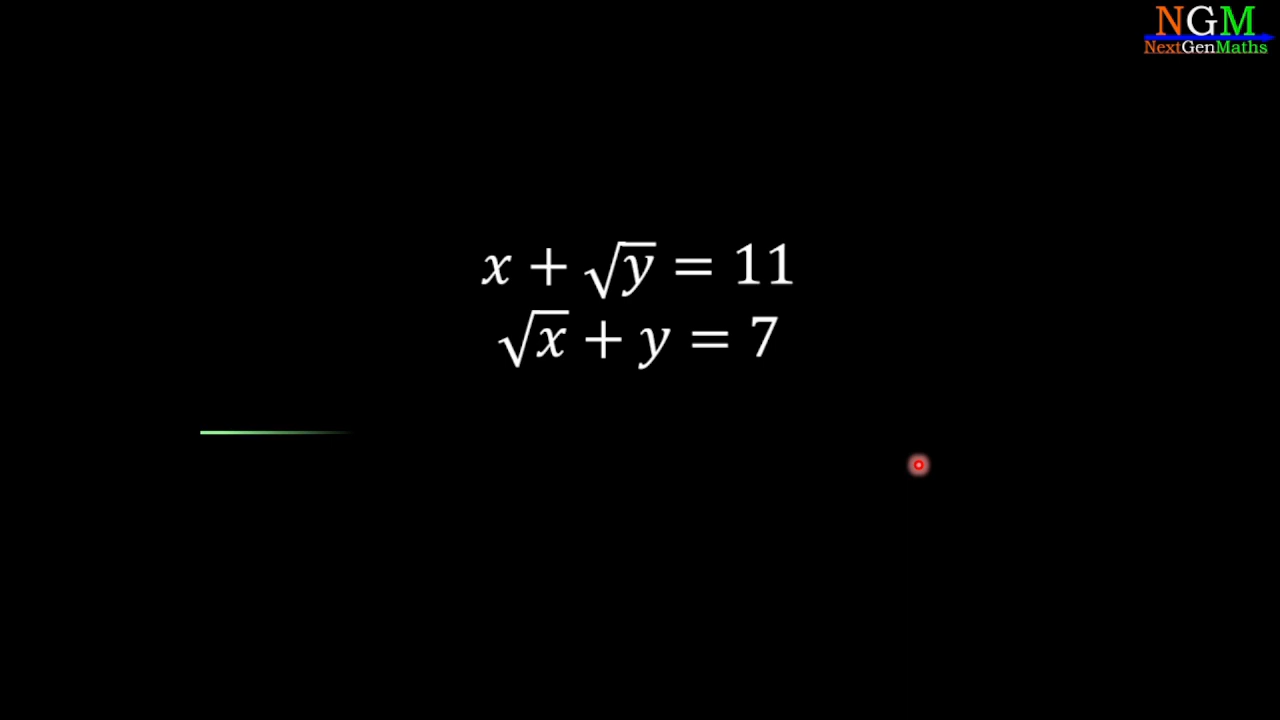 NGM
NextGenMaths
x + √y = 11
√x + y = 7